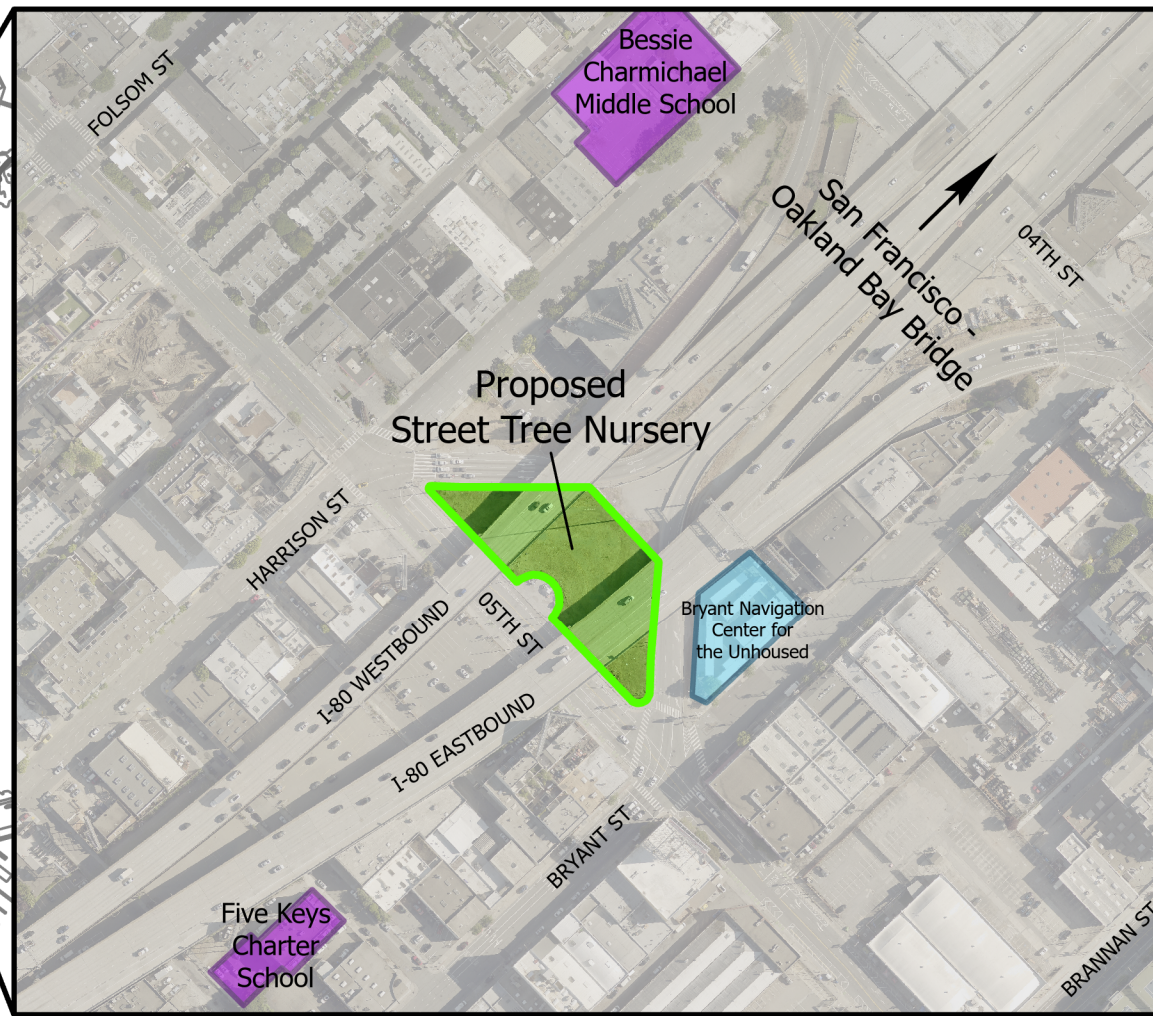 Bessie
Charmichael
Middle School
FOLSOM ST
San Francisco -
Oakland Bay Bridge
04TH ST
Proposed
Street Tree Nursery
HARRISON ST
05TH ST
I-80 WESTBOUND
Bryant Navigation
Center for
the Unhoused
I-80 EASTBOUND
BRYANT ST
Five Keys
Charter
School
BRANNAN ST